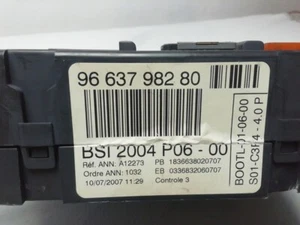 96 637 982 80
BSI 2004 P06 - 00
Réf. ANN: A12273 PB 1836638020707
Ordre ANN: 1032 EB 0336832060707
10/07/2007 11:29 Controle 3
BOOTL-01-06-00
S01-C3F4-4.0 P